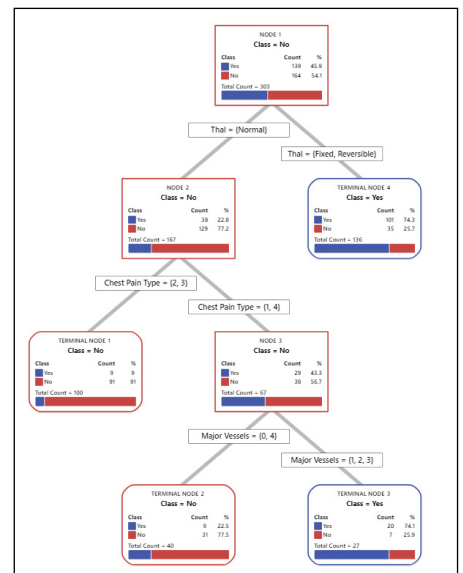 NODE 1
Class = No
Class Count %
Yes 139 45.9
No 164 54.1
Total Count = 303
Thal = {Normal}
Thal = {Fixed, Reversible}
NODE 2
Class = No
Class Count %
Yes 38 22.8
No 129 77.2
Total Count = 167
TERMINAL NODE 4
Class = Yes
Class Count %
Yes 101 74.3
No 35 25.7
Total Count = 136
Chest Pain Type = {2, 3}
Chest Pain Type = {1, 4}
TERMINAL NODE 1
Class = No
Class Count %
Yes 9 9
No 91 91
Total Count = 100
NODE 3
Class = No
Class Count %
Yes 29 43.3
No 38 56.7
Total Count = 67
Major Vessels = {0, 4}
Major Vessels = {1, 2, 3}
TERMINAL NODE 2
Class = No
Class Count %
Yes 9 22.5
No 31 77.5
Total Count = 40
TERMINAL NODE 3
Class = Yes
Class Count %
Yes 20 74.1
No 7 25.9
Total Count = 27